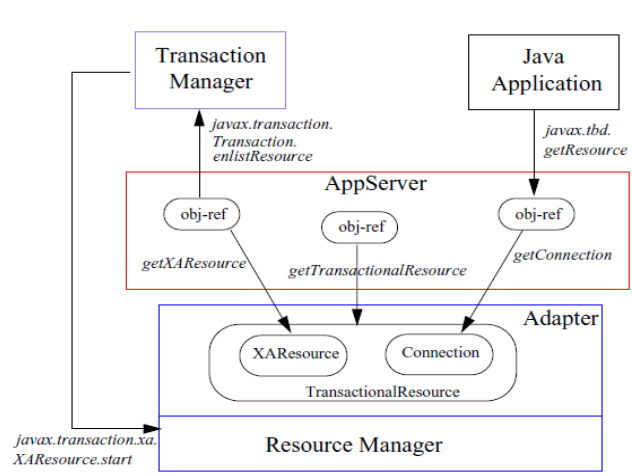 Transaction
Manager
Java
Application
javax.transaction.
Transaction.
enlistResource
javax.tbd.
getResource
AppServer
obj-ref
obj-ref
obj-ref
getXAResource
getTransactionalResource
getConnection
Adapter
XAResource
Connection
TransactionalResource
javax.transaction.xa.
XAResource.start
Resource Manager